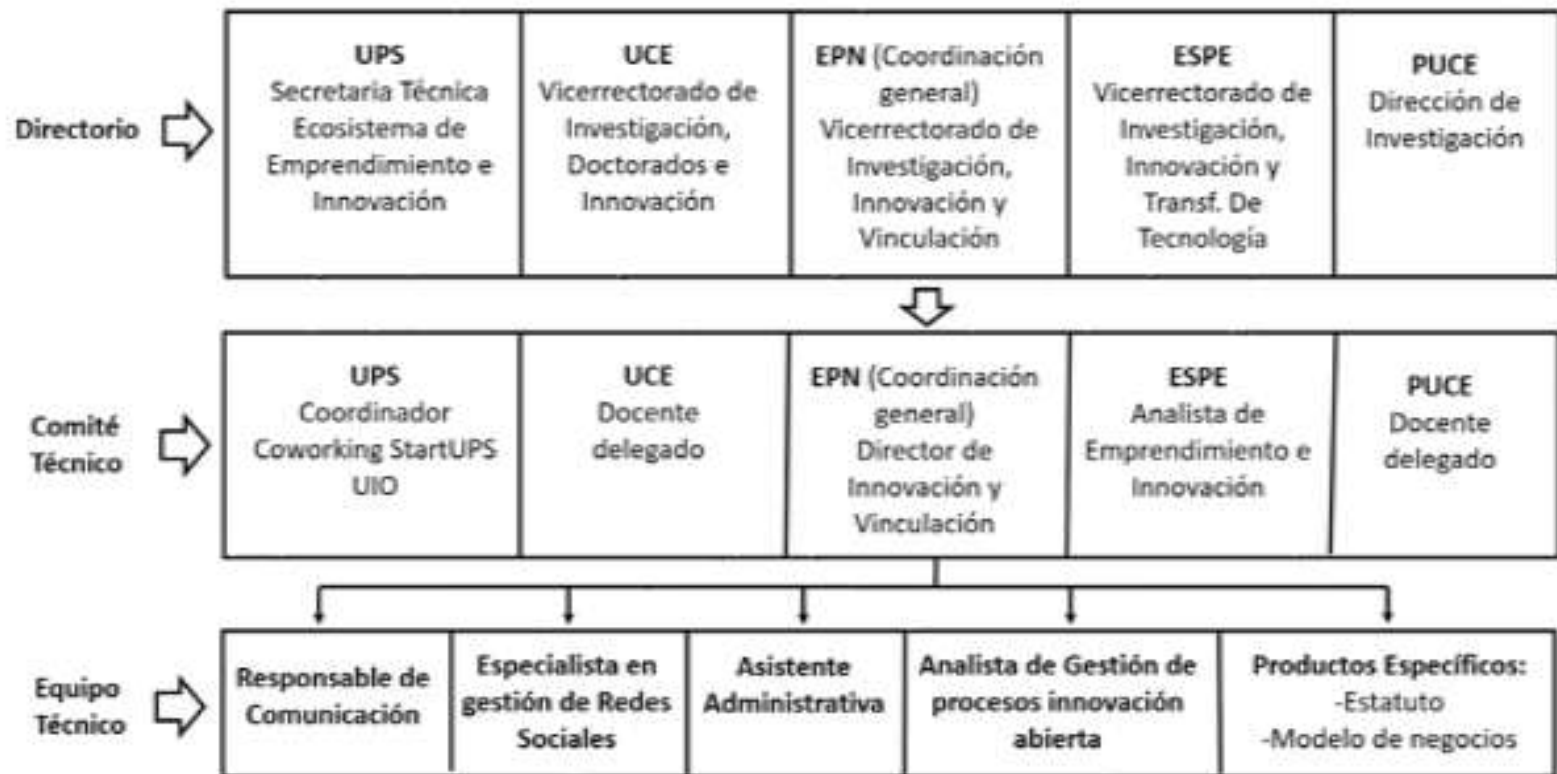 Directorio
UPS
Secretaria Técnica
Ecosistema de
Emprendimiento e
Innovación
UCE
Vicerrectorado de
Investigación,
Doctorados e
Innovación
EPN (Coordinación
general)
Vicerrectorado de
Investigación,
Innovación y
Vinculación
ESPE
Vicerrectorado de
Investigación,
Innovación y
Transf. De
Tecnología
PUCE
Dirección de
Investigación
Comité
Técnico
UPS
Coordinador
Coworking StartUPS
UIO
UCE
Docente
delegado
EPN (Coordinación
general)
Director de
Innovación y
Vinculación
ESPE
Analista de
Emprendimiento e
Innovación
PUCE
Docente
delegado
Equipo
Técnico
Responsable de
Comunicación
Especialista en
gestión de Redes
Sociales
Asistente
Administrativa
Analista de Gestión de
procesos innovación
abierta
Productos Específicos:
-Estatuto
-Modelo de negocios